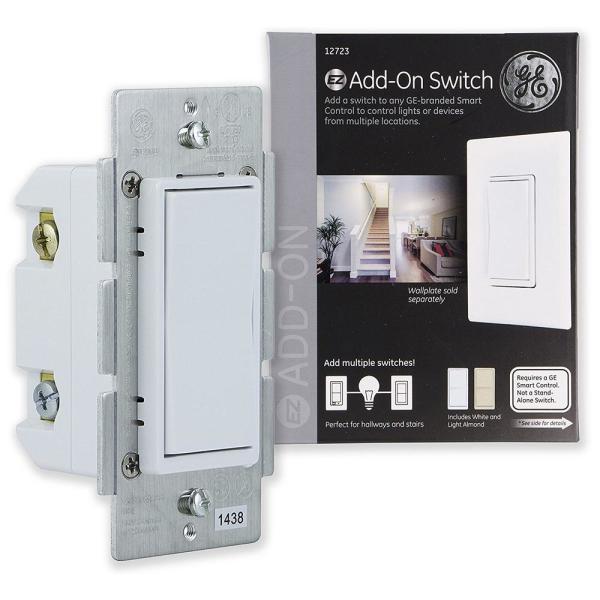 12723
EZ Add-On Switch
GE
Add a switch to any GE-branded Smart
Control to control lights or devices
from multiple locations.
Wallplate sold
separately
Add multiple switches!
Perfect for hallways and stairs
Includes White and
Light Almond
Requires a GE
Smart Control.
Not a Stand-
Alone Switch.
*See side for details
EZ ADD-ON
1438